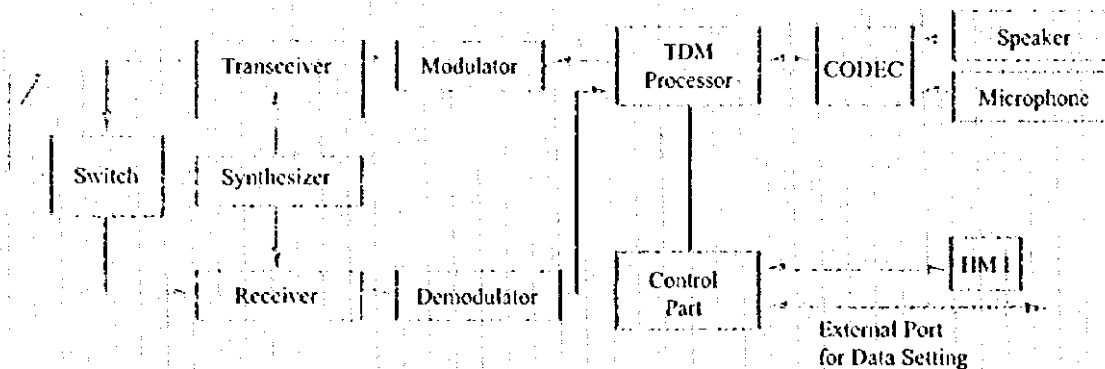 Transceiver
Modulator
TDM
Processor
CODEC
Speaker
Microphone
Switch
Synthesizer
Receiver
Demodulator
Control
Part
External Port
for Data Setting